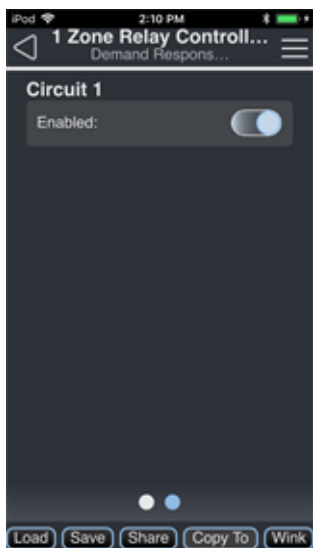 iPod 2:10 PM
1 Zone Relay Controll...
Demand Respons...
Circuit 1
Enabled:
Load Save Share Copy To Wink